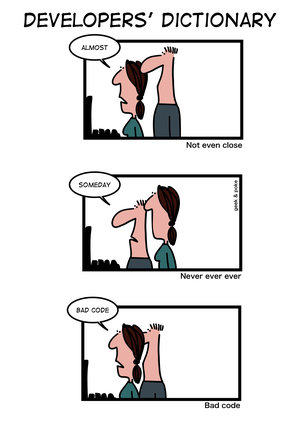 DEVELOPERS' DICTIONARY
ALMOST
Not even close
SOMEDAY
geek & poke
Never ever ever
BAD CODE
Bad code